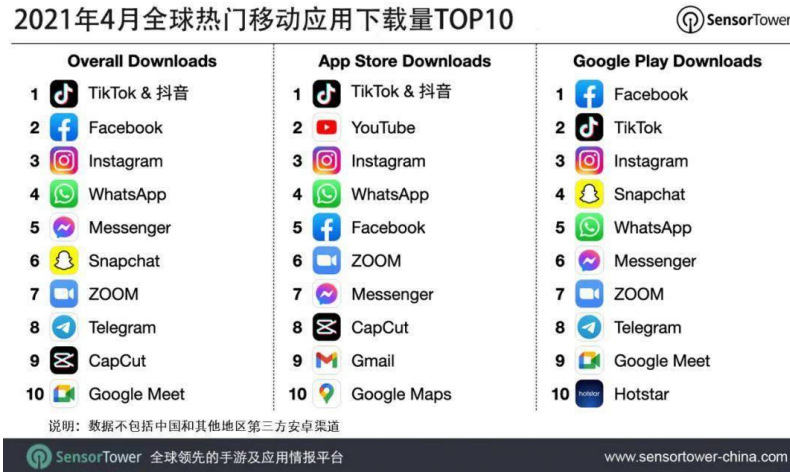 2021年4月全球热门移动应用下载量TOP10
SensorTower
Overall Downloads
1 TikTok & 抖音
2 Facebook
3 Instagram
4 WhatsApp
5 Messenger
6 Snapchat
7 ZOOM
8 Telegram
9 CapCut
10 Google Meet
App Store Downloads
1 TikTok & 抖音
2 YouTube
3 Instagram
4 WhatsApp
5 Facebook
6 ZOOM
7 Messenger
8 CapCut
9 Gmail
10 Google Maps
Google Play Downloads
1 Facebook
2 TikTok
3 Instagram
4 Snapchat
5 WhatsApp
6 Messenger
7 ZOOM
8 Telegram
9 Google Meet
10 hotstar Hotstar
说明：数据不包括中国和其他地区第三方安卓渠道
SensorTower 全球领先的手游及应用情报平台
www.sensortower-china.com